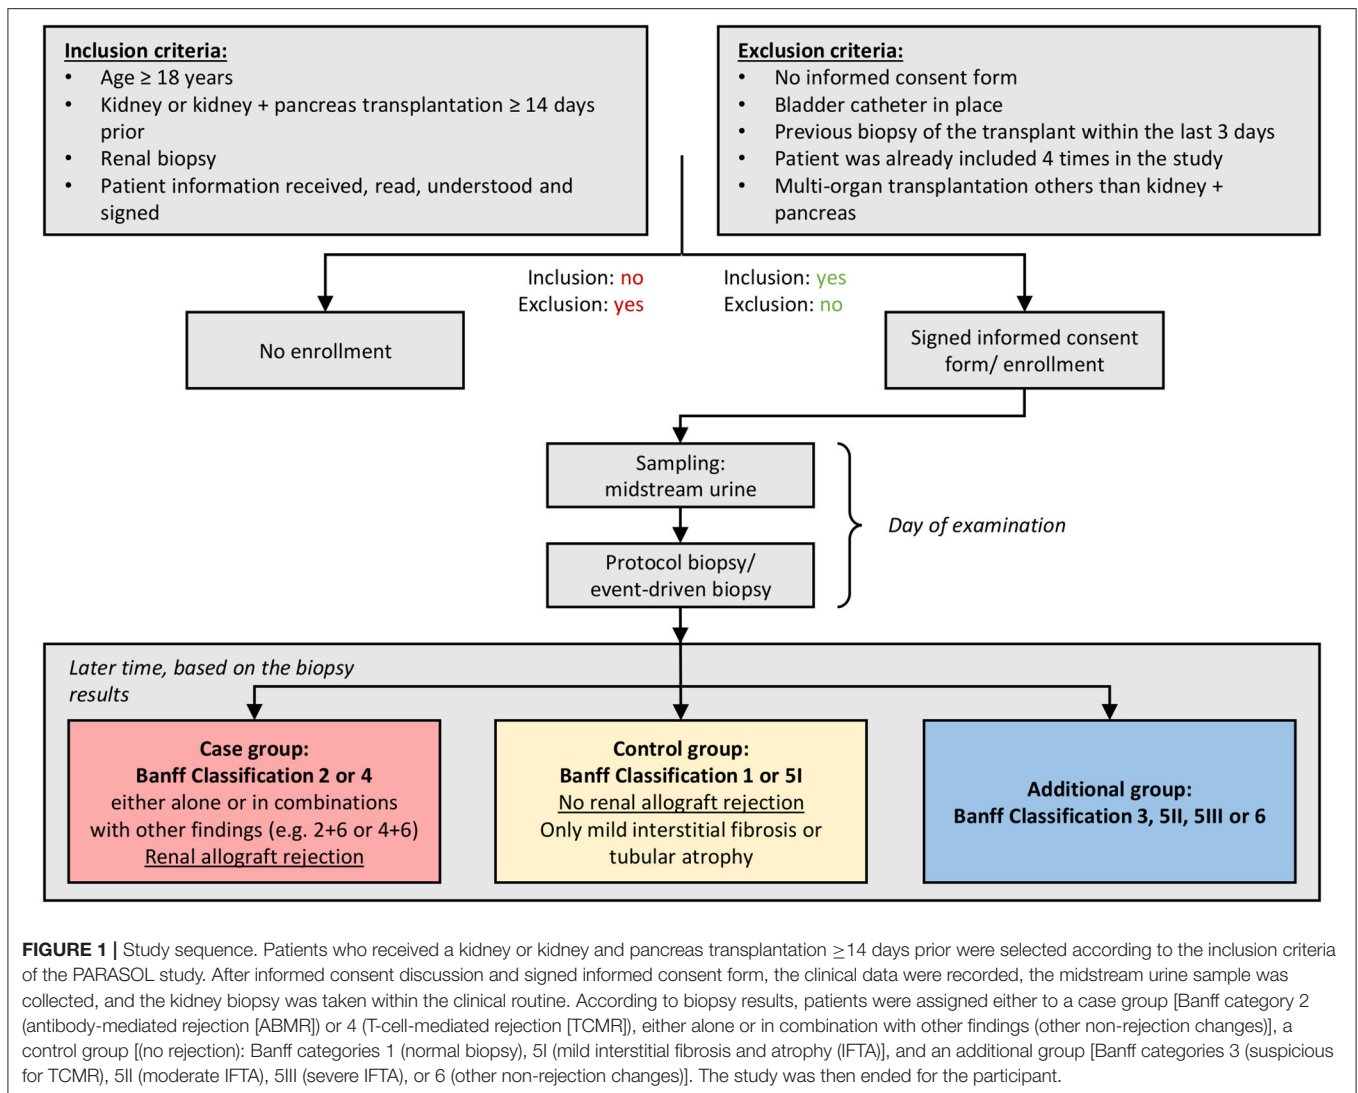 Inclusion criteria:
• Age ≥ 18 years
• Kidney or kidney + pancreas transplantation ≥ 14 days
prior
• Renal biopsy
• Patient information received, read, understood and
signed
Exclusion criteria:
• No informed consent form
• Bladder catheter in place
• Previous biopsy of the transplant within the last 3 days
• Patient was already included 4 times in the study
• Multi-organ transplantation others than kidney +
pancreas
Inclusion: no
Exclusion: yes
Inclusion: yes
Exclusion: no
No enrollment
Signed informed consent
form/ enrollment
Sampling:
midstream urine
Protocol biopsy/
event-driven biopsy
Day of examination
Later time, based on the biopsy
results
Case group:
Banff Classification 2 or 4
either alone or in combinations
with other findings (e.g. 2+6 or 4+6)
Renal allograft rejection
Control group:
Banff Classification 1 or 5I
No renal allograft rejection
Only mild interstitial fibrosis or
tubular atrophy
Additional group:
Banff Classification 3, 5II, 5III or 6
FIGURE 1 | Study sequence. Patients who received a kidney or kidney and pancreas transplantation ≥14 days prior were selected according to the inclusion criteria
of the PARASOL study. After informed consent discussion and signed informed consent form, the clinical data were recorded, the midstream urine sample was
collected, and the kidney biopsy was taken within the clinical routine. According to biopsy results, patients were assigned either to a case group [Banff category 2
(antibody-mediated rejection [ABMR]) or 4 (T-cell-mediated rejection [TCMR]), either alone or in combination with other findings (other non-rejection changes)], a
control group [(no rejection): Banff categories 1 (normal biopsy), 5I (mild interstitial fibrosis and atrophy (IFTA)], and an additional group [Banff categories 3 (suspicious
for TCMR), 5II (moderate IFTA), 5III (severe IFTA), or 6 (other non-rejection changes)]. The study was then ended for the participant.